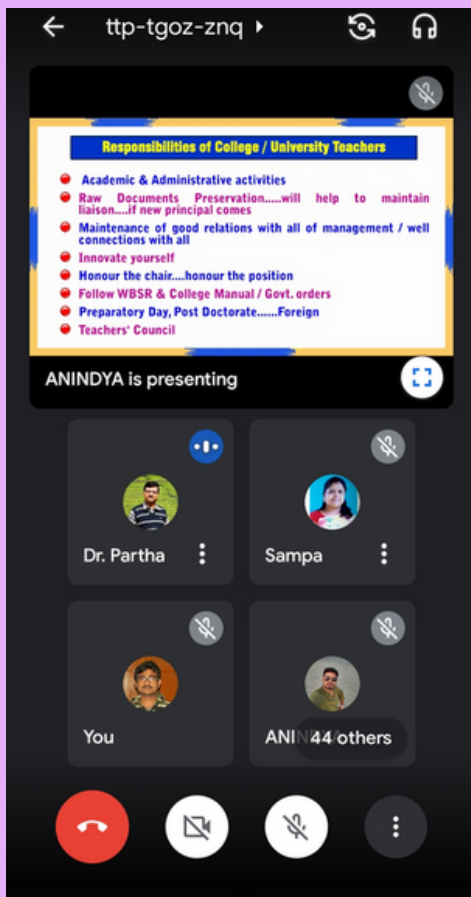 ttp-tgoz-znq
Responsibilities of College / University Teachers
Academic & Administrative activities
Raw Documents Preservation.....will help to maintain
liaison....if new principal comes
Maintenance of good relations with all of management / well
connections with all
Innovate yourself
Honour the chair....honour the position
Follow WBSR & College Manual / Govt. orders
Preparatory Day, Post Doctorate......Foreign
Teachers' Council
ANINDYA is presenting
Dr. Partha
Sampa
You
44 others